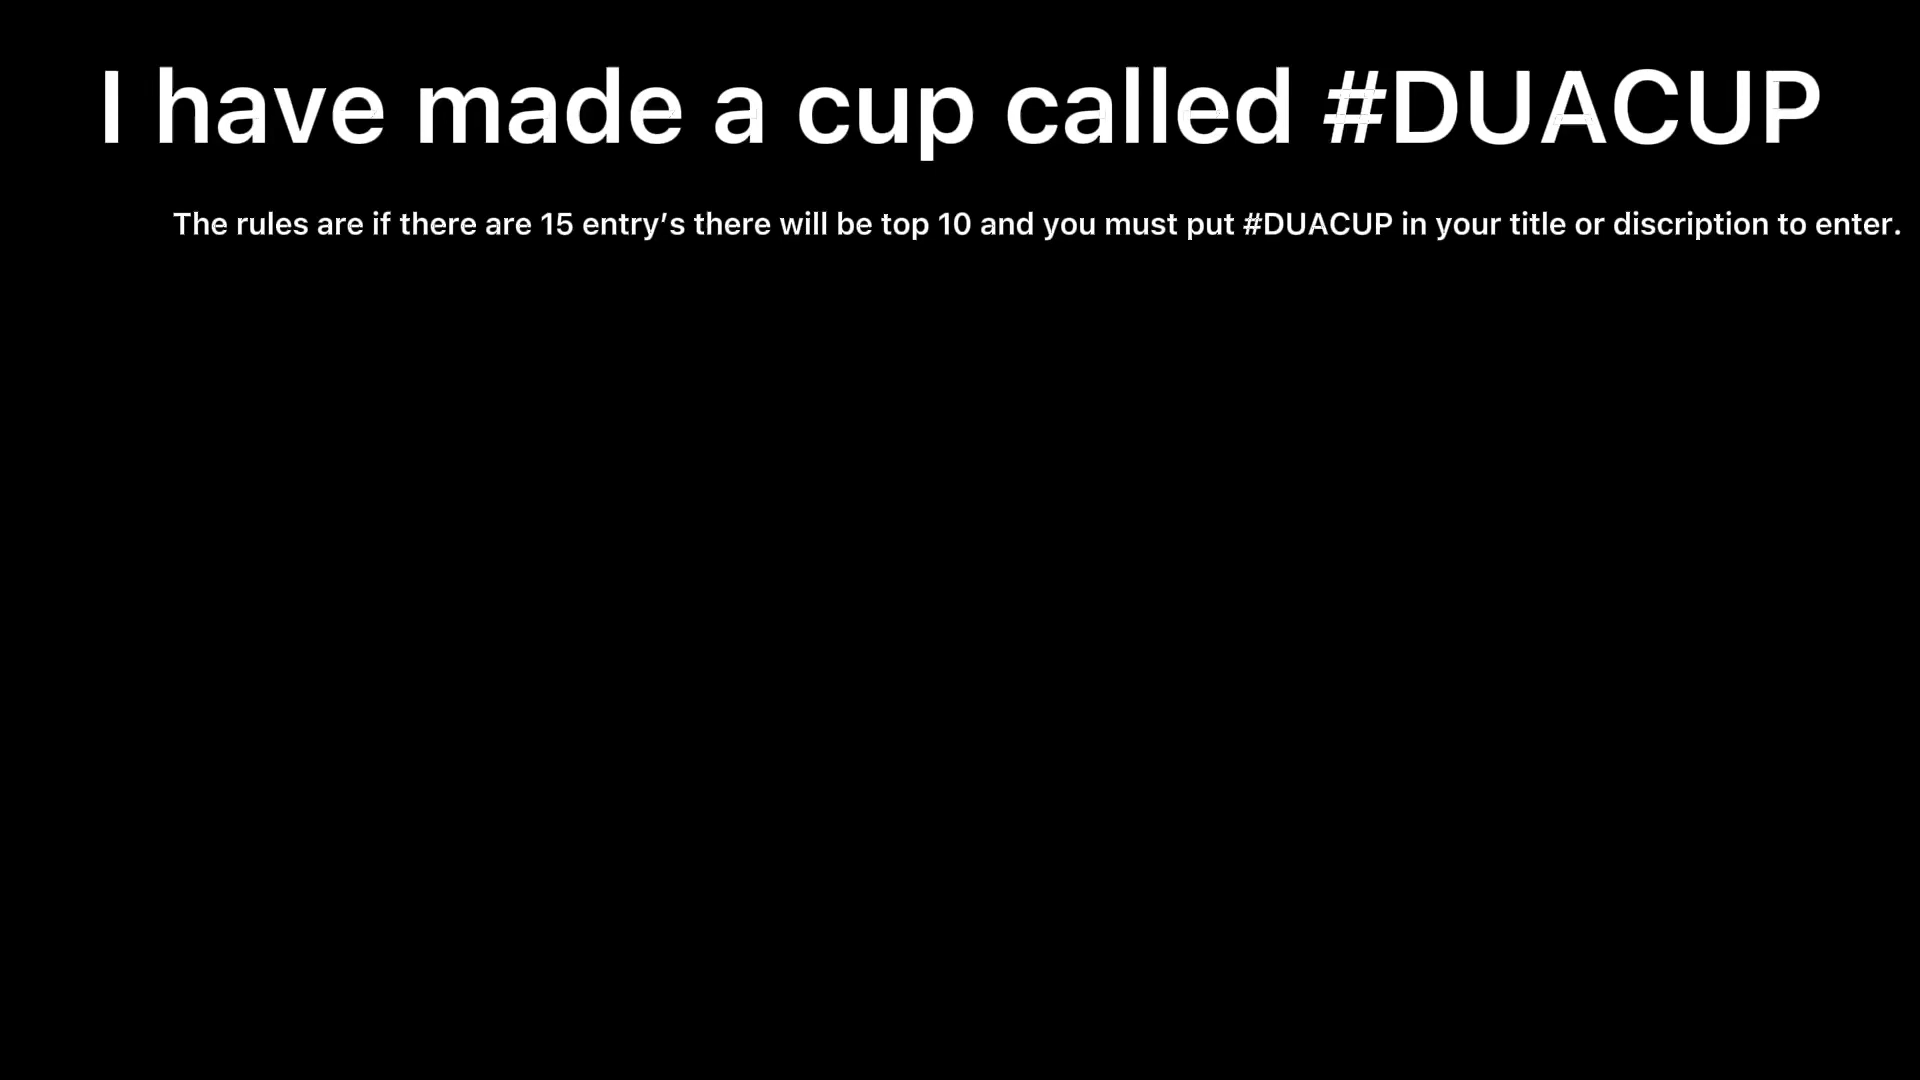 I have made a cup called #DUACUP
The rules are if there are 15 entry’s there will be top 10 and you must put #DUACUP in your title or discription to enter.